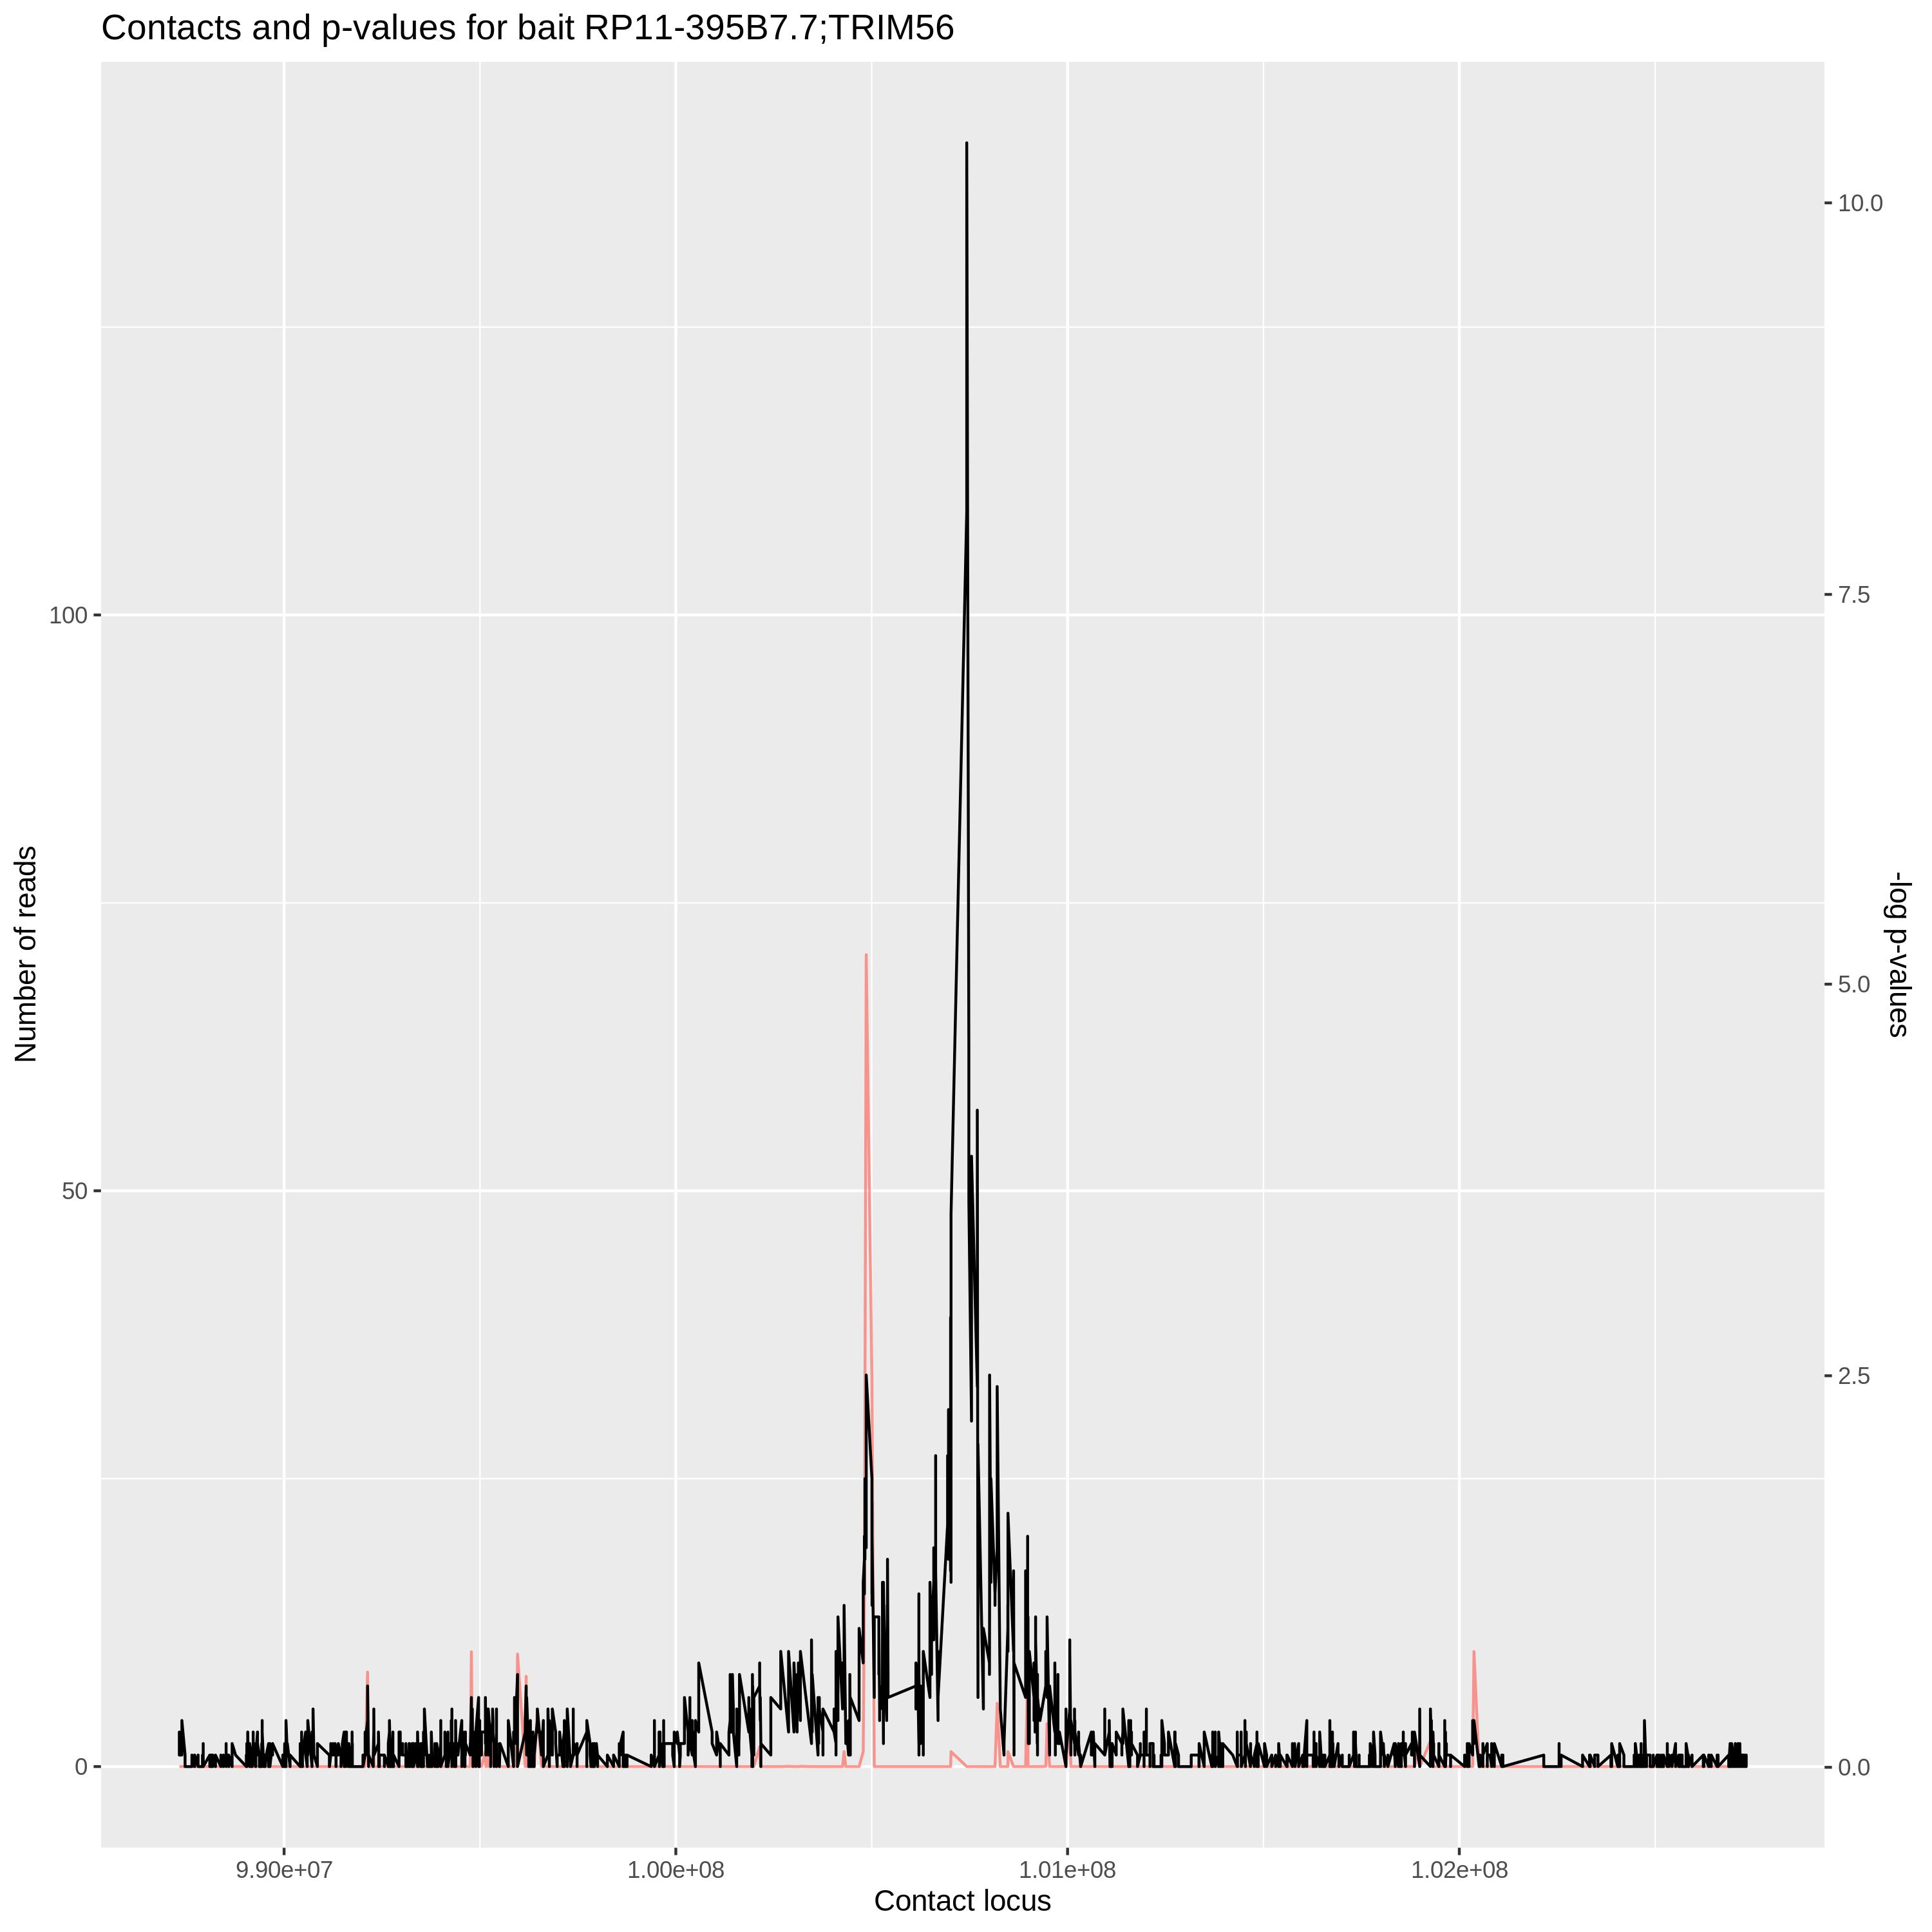 Contacts and p-values for bait RP11-395B7.7;TRIM56
10.0
100
7.5
Number of reads
-log p-values
5.0
50
2.5
0
0.0
9.90e+07 1.00e+08 1.01e+08 1.02e+08
Contact locus